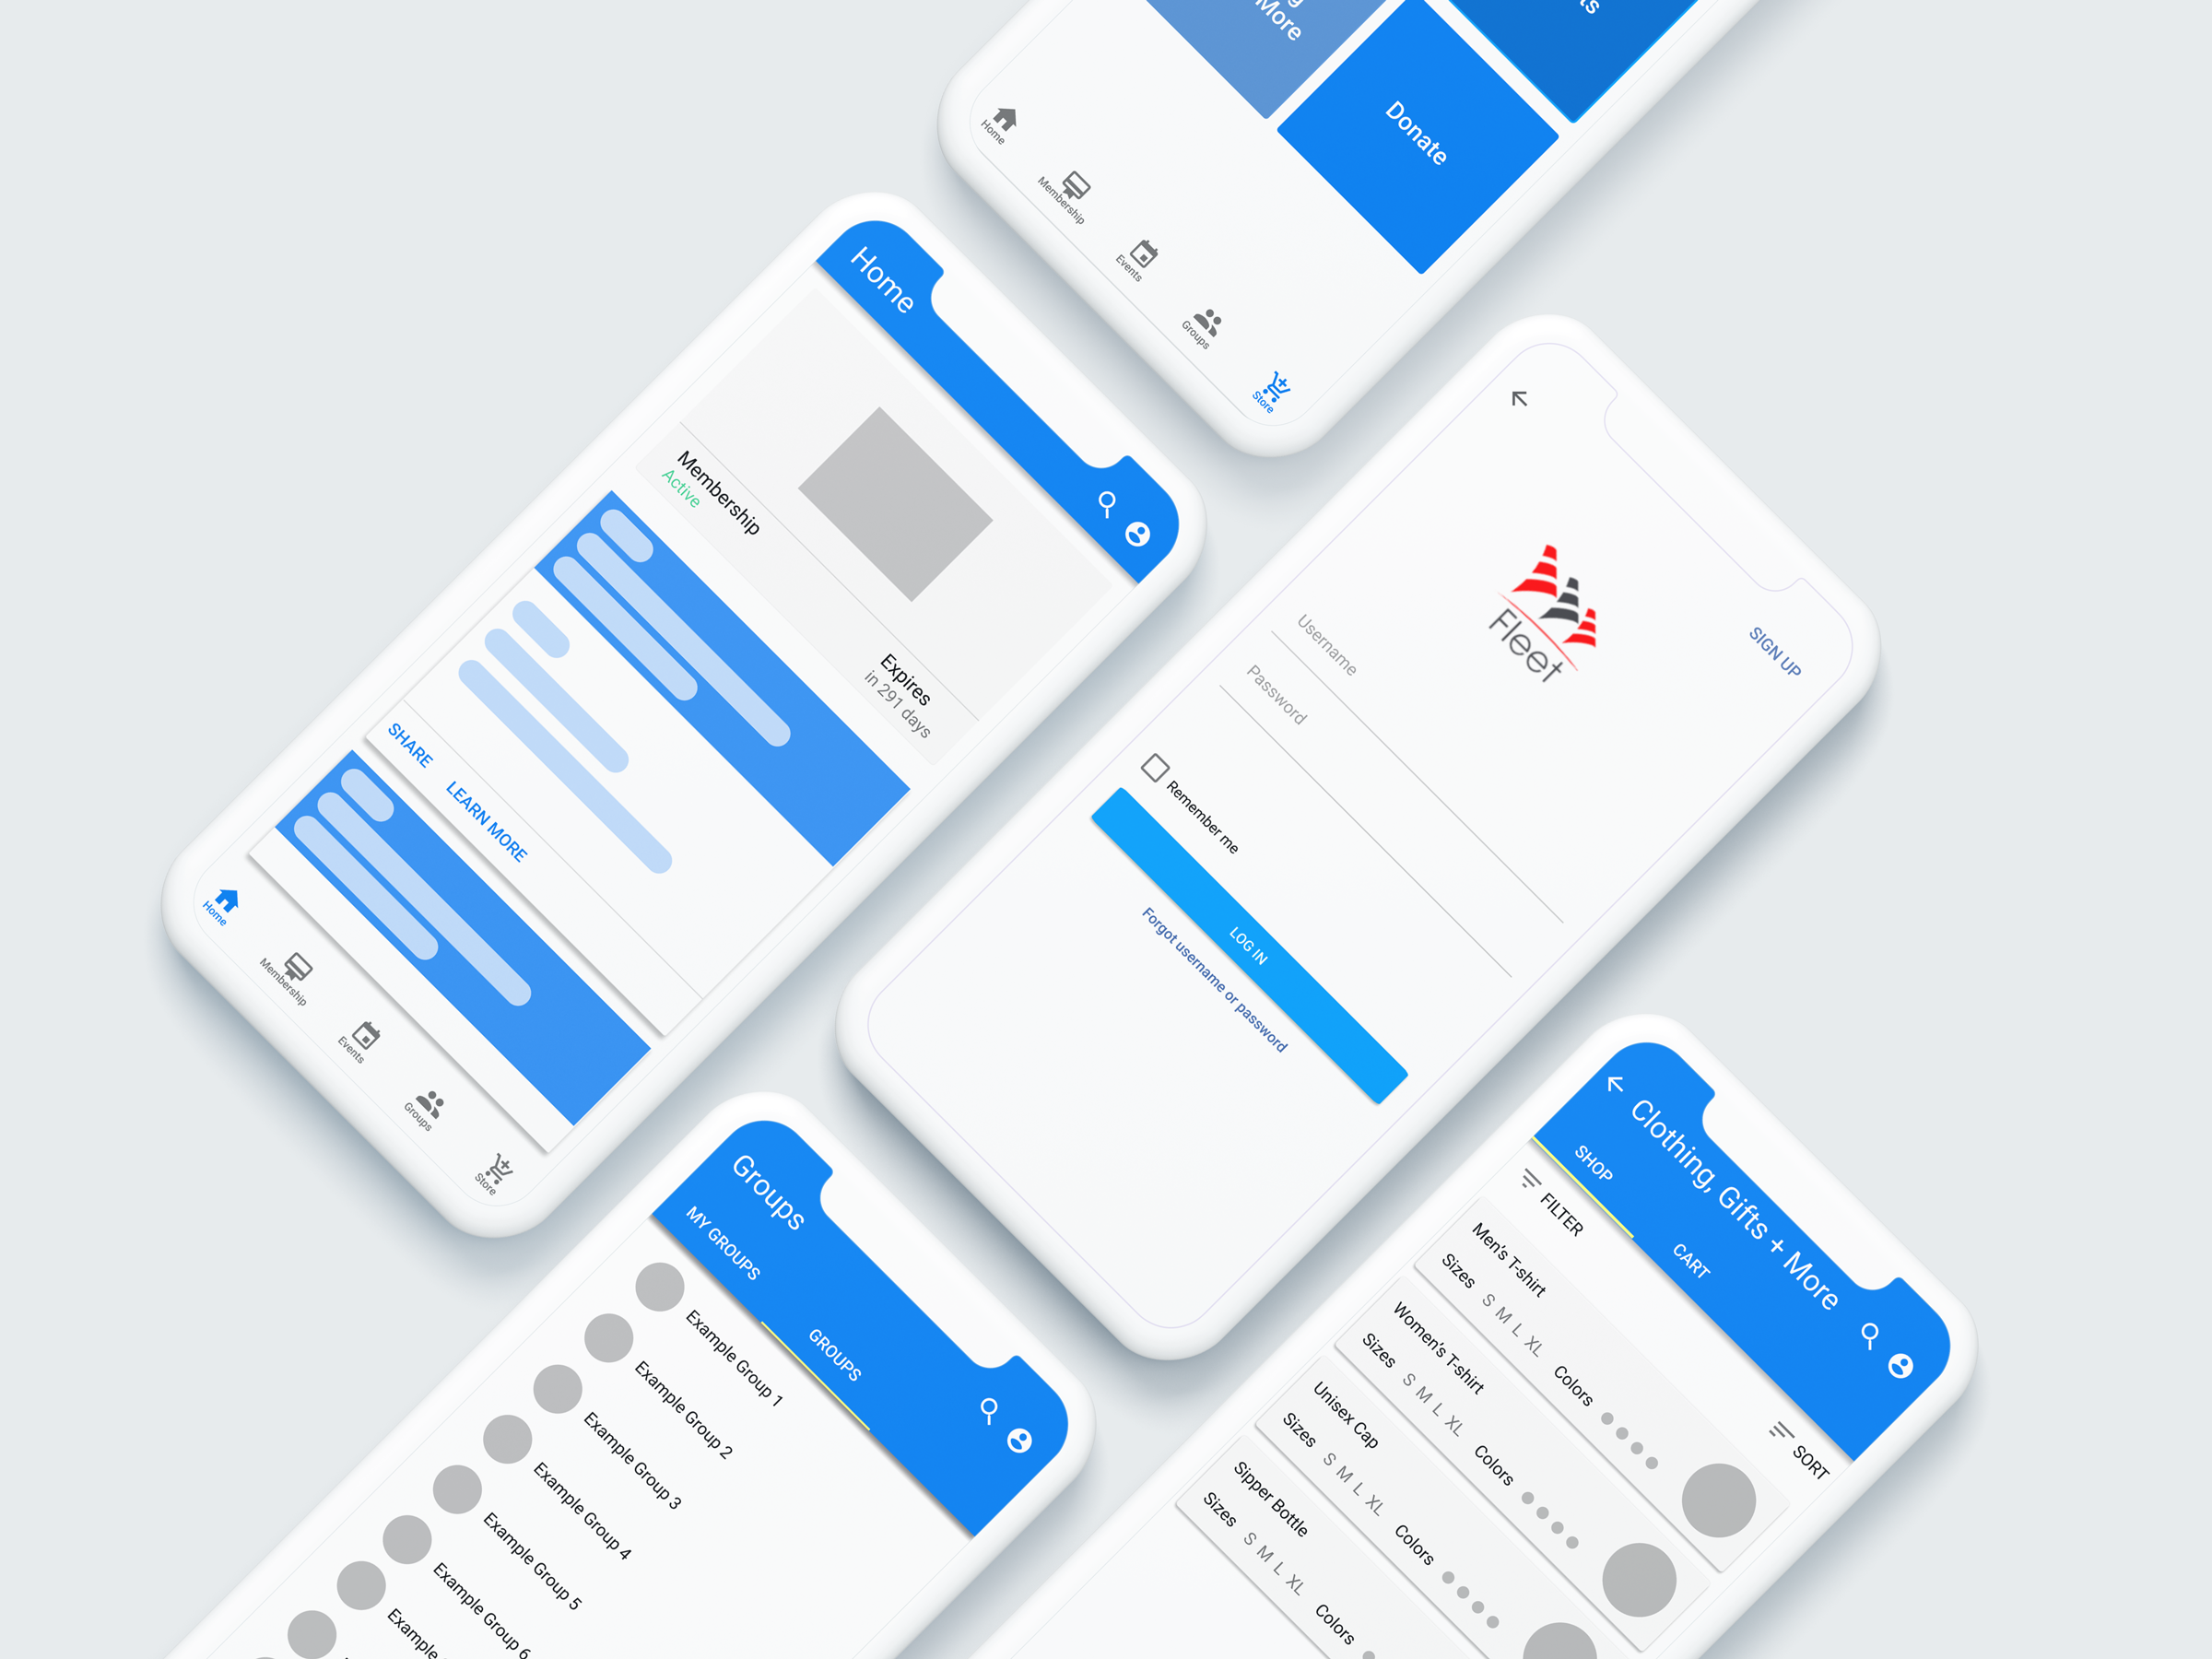 More
ts
Donate
Home
Membership
Events
Groups
Store
Home
Membership
Active
Expires
in 291 days
SHARE
LEARN MORE
Home
Membership
Events
Groups
Store
SIGN UP
Fleet
Username
Password
Remember me
LOG IN
Forgot username or password
Groups
MY GROUPS
GROUPS
Example Group 1
Example Group 2
Example Group 3
Example Group 4
Example Group 5
Example Group 6
Example
Clothing, Gifts + More
SHOP
CART
FILTER
SORT
Men's T-shirt
Sizes S M L XL Colors
Women's T-shirt
Sizes S M L XL Colors
Unisex Cap
Sizes S M L XL Colors
Sipper Bottle
Sizes S M L XL Colors